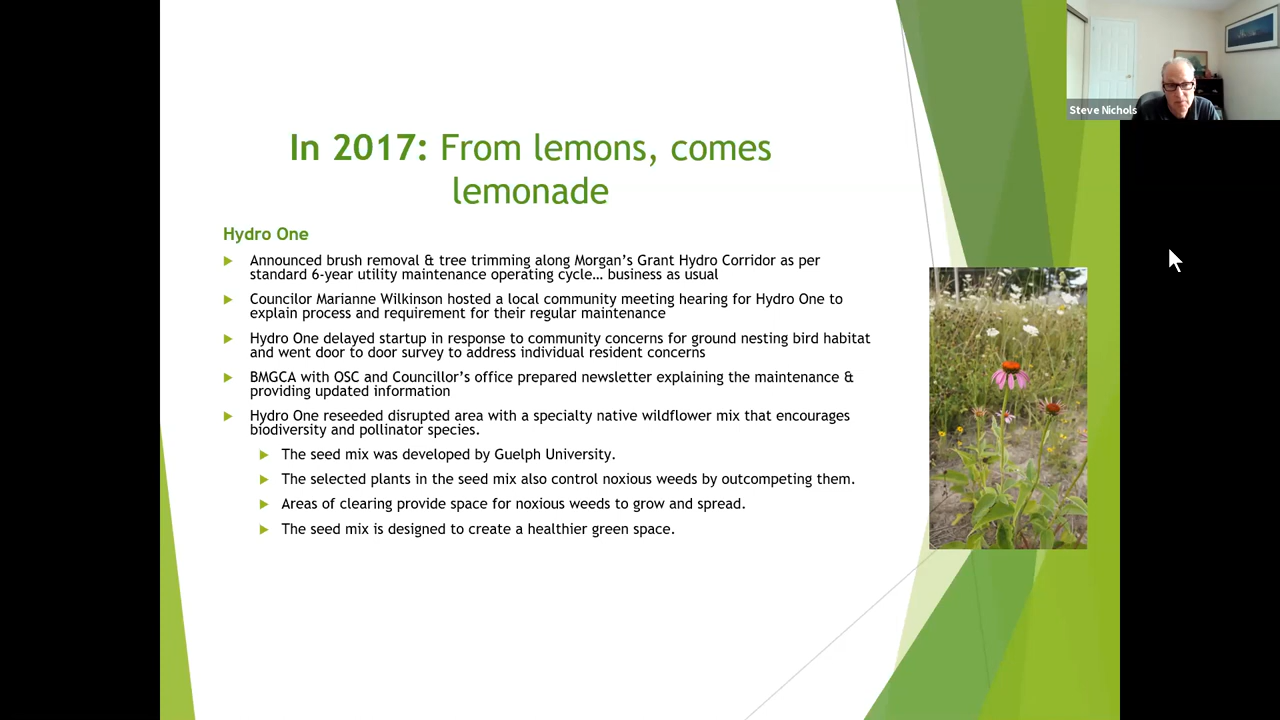 In 2017: From lemons, comes
lemonade
Hydro One
Announced brush removal & tree trimming along Morgan's Grant Hydro Corridor as per
standard 6-year utility maintenance operating cycle… business as usual
Councilor Marianne Wilkinson hosted a local community meeting hearing for Hydro One to
explain process and requirement for their regular maintenance
Hydro One delayed startup in response to community concerns for ground nesting bird habitat
and went door to door survey to address individual resident concerns
BMGCA with OSC and Councillor's office prepared newsletter explaining the maintenance &
providing updated information
Hydro One reseeded disrupted area with a specialty native wildflower mix that encourages
biodiversity and pollinator species.
The seed mix was developed by Guelph University.
The selected plants in the seed mix also control noxious weeds by outcompeting them.
Areas of clearing provide space for noxious weeds to grow and spread.
The seed mix is designed to create a healthier green space.
Steve Nichols